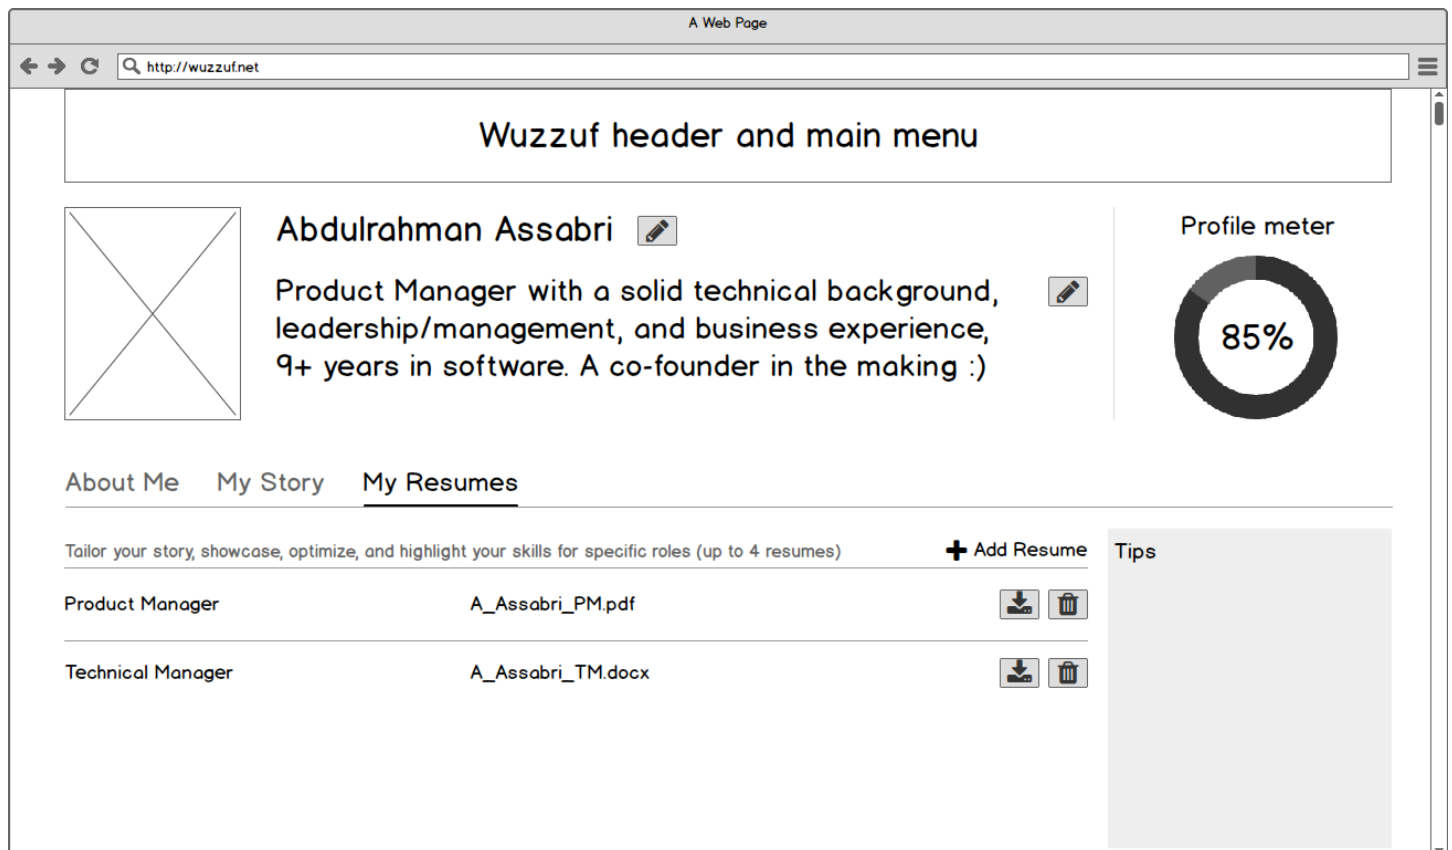 A Web Page
http://wuzzuf.net
Wuzzuf header and main menu
Abdulrahman Assabri
Product Manager with a solid technical background,
leadership/management, and business experience,
9+ years in software. A co-founder in the making :)
Profile meter
85%
About Me
My Story
My Resumes
Tailor your story, showcase, optimize, and highlight your skills for specific roles (up to 4 resumes)
Add Resume
Tips
Product Manager
A_Assabri_PM.pdf
Technical Manager
A_Assabri_TM.docx